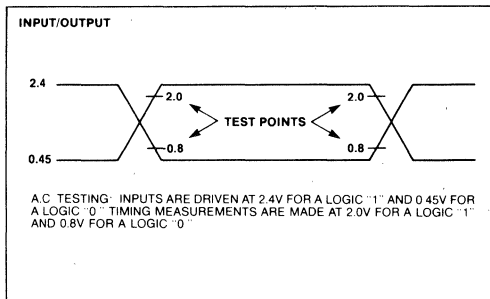 INPUT/OUTPUT
2.4
2.0
2.0
TEST POINTS
0.8
0.8
0.45
A.C TESTING: INPUTS ARE DRIVEN AT 2.4V FOR A LOGIC "1" AND 0 45V FOR
A LOGIC "0" TIMING MEASUREMENTS ARE MADE AT 2.0V FOR A LOGIC "1"
AND 0.8V FOR A LOGIC "0"